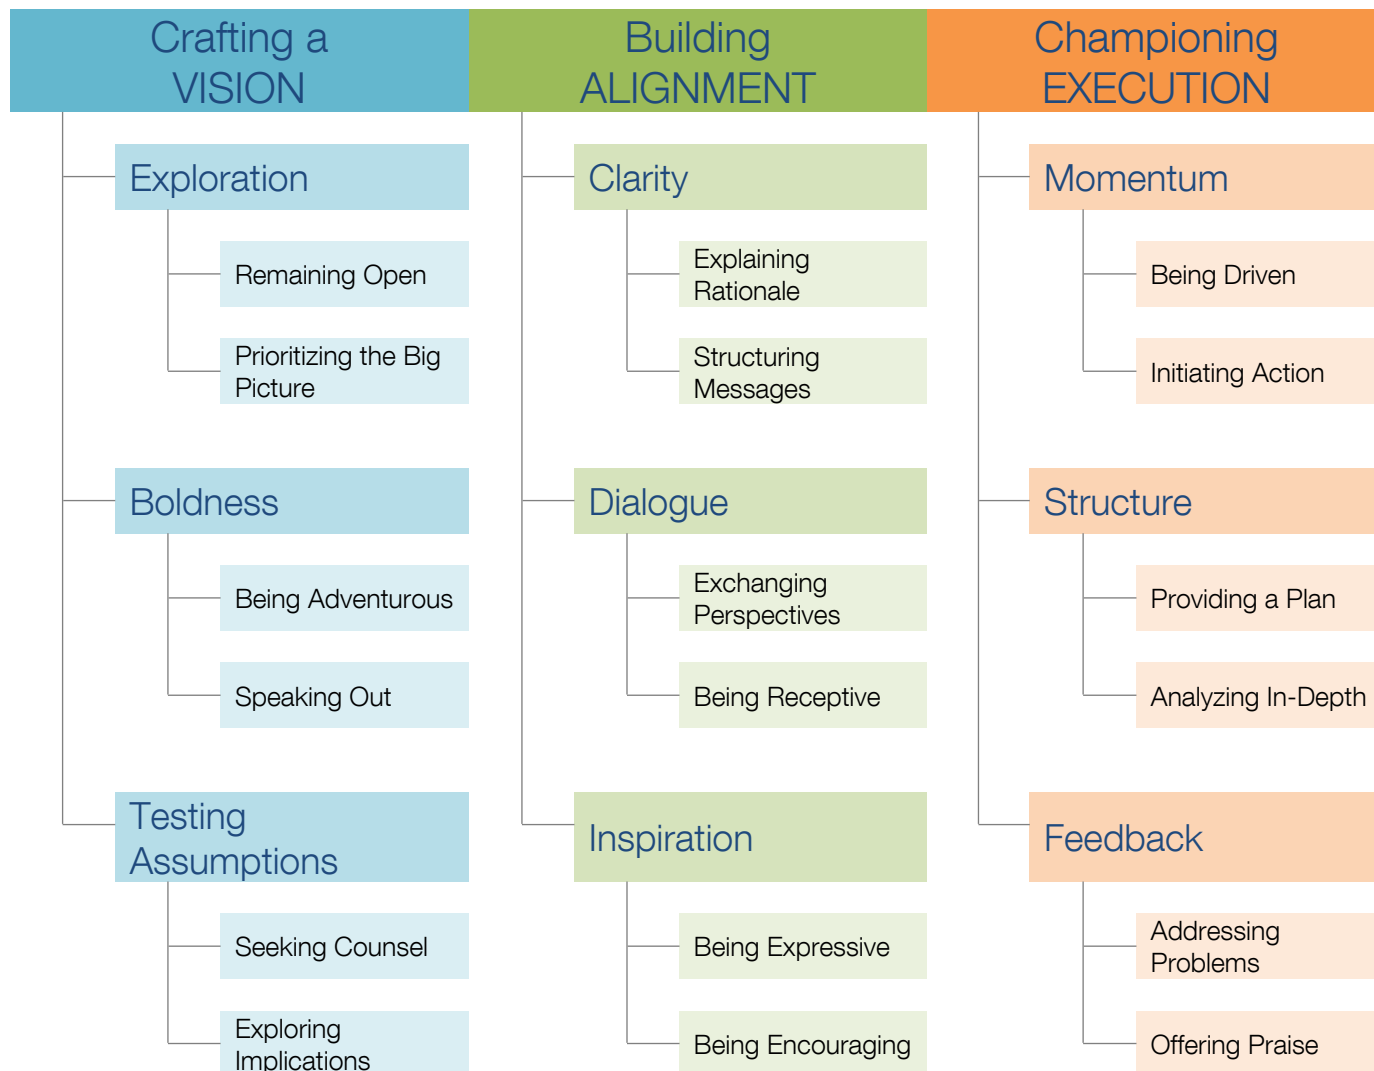 Crafting a
VISION
Exploration
Remaining Open
Prioritizing the Big
Picture
Boldness
Being Adventurous
Speaking Out
Testing
Assumptions
Seeking Counsel
Exploring
Implications
Building
ALIGNMENT
Clarity
Explaining
Rationale
Structuring
Messages
Dialogue
Exchanging
Perspectives
Being Receptive
Inspiration
Being Expressive
Being Encouraging
Championing
EXECUTION
Momentum
Being Driven
Initiating Action
Structure
Providing a Plan
Analyzing In-Depth
Feedback
Addressing
Problems
Offering Praise